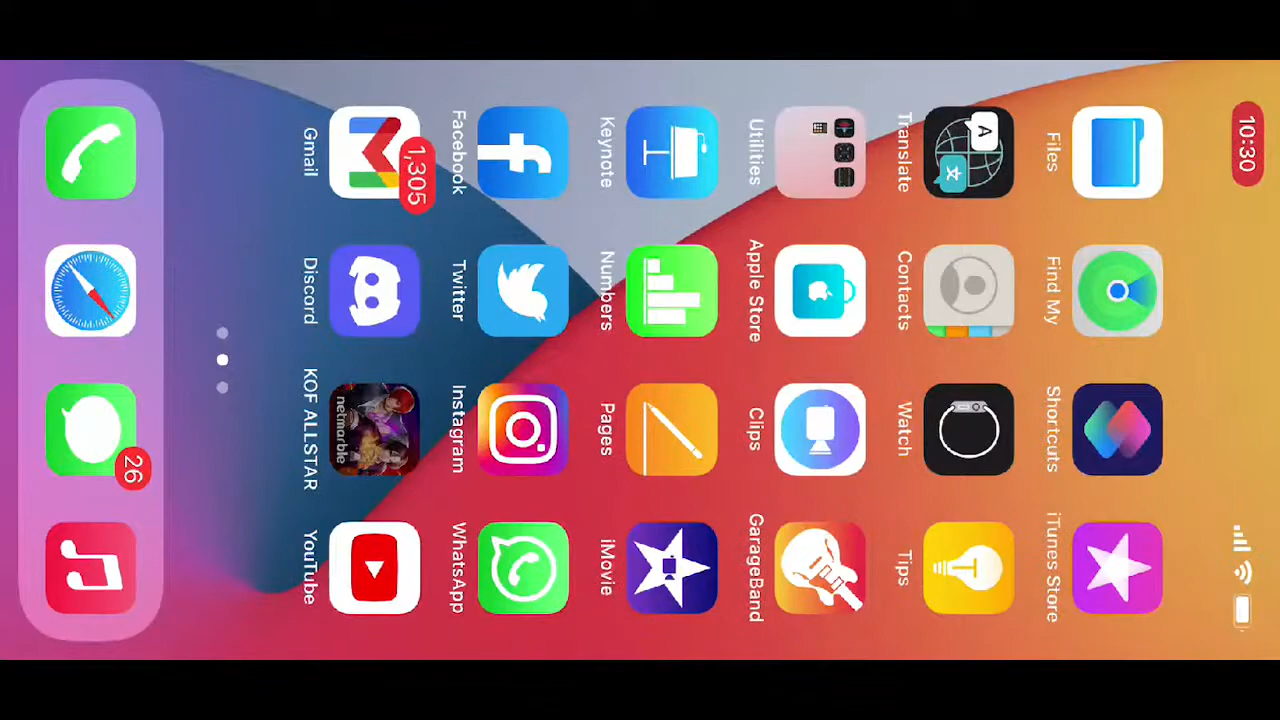 10:30
Files Find My Shortcuts iTunes Store
A 文
Translate Contacts Watch Tips
Utilities Apple Store Clips GarageBand
Keynote Numbers Pages iMovie
Facebook Twitter Instagram WhatsApp
1,305
netmarble
Gmail Discord KOF ALLSTAR YouTube
26